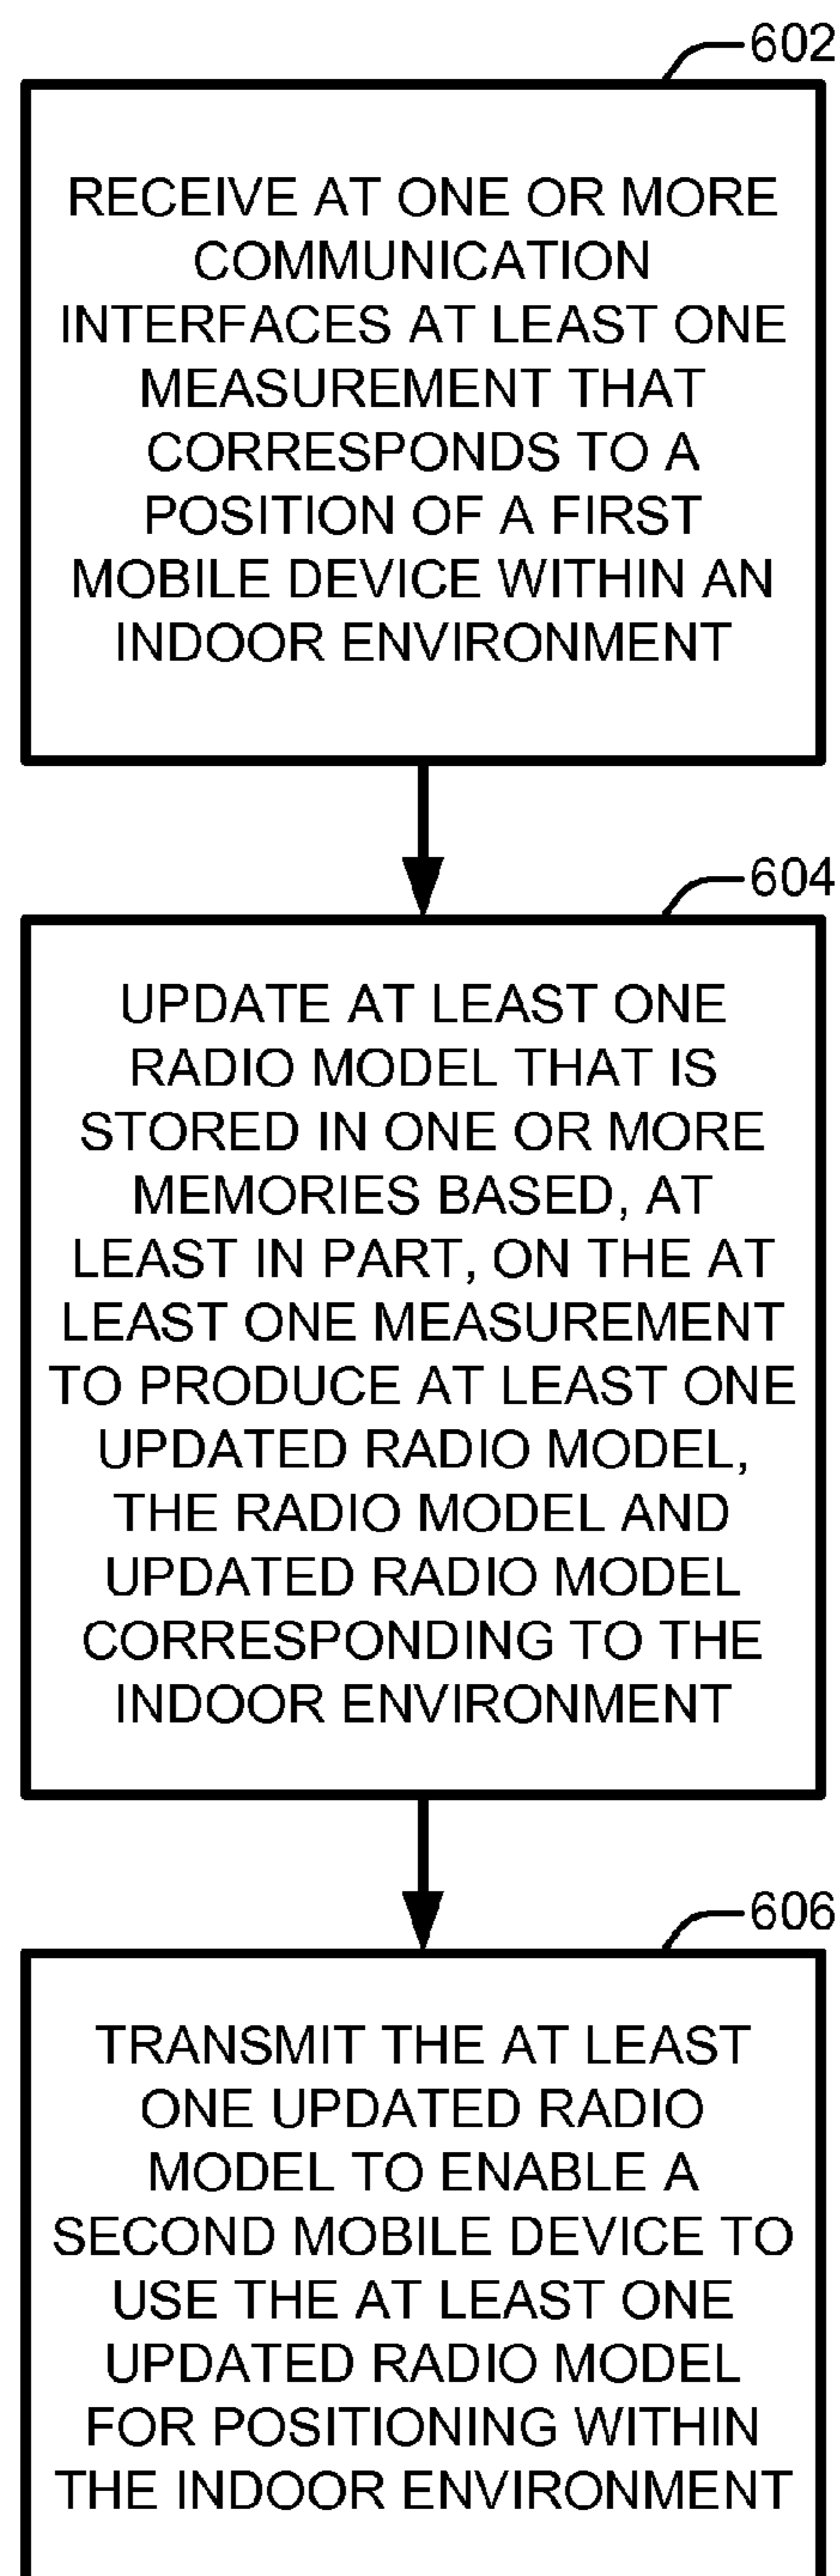 602
RECEIVE AT ONE OR MORE
COMMUNICATION
INTERFACES AT LEAST ONE
MEASUREMENT THAT
CORRESPONDS TO A
POSITION OF A FIRST
MOBILE DEVICE WITHIN AN
INDOOR ENVIRONMENT
604
UPDATE AT LEAST ONE
RADIO MODEL THAT IS
STORED IN ONE OR MORE
MEMORIES BASED, AT
LEAST IN PART, ON THE AT
LEAST ONE MEASUREMENT
TO PRODUCE AT LEAST ONE
UPDATED RADIO MODEL,
THE RADIO MODEL AND
UPDATED RADIO MODEL
CORRESPONDING TO THE
INDOOR ENVIRONMENT
606
TRANSMIT THE AT LEAST
ONE UPDATED RADIO
MODEL TO ENABLE A
SECOND MOBILE DEVICE TO
USE THE AT LEAST ONE
UPDATED RADIO MODEL
FOR POSITIONING WITHIN
THE INDOOR ENVIRONMENT